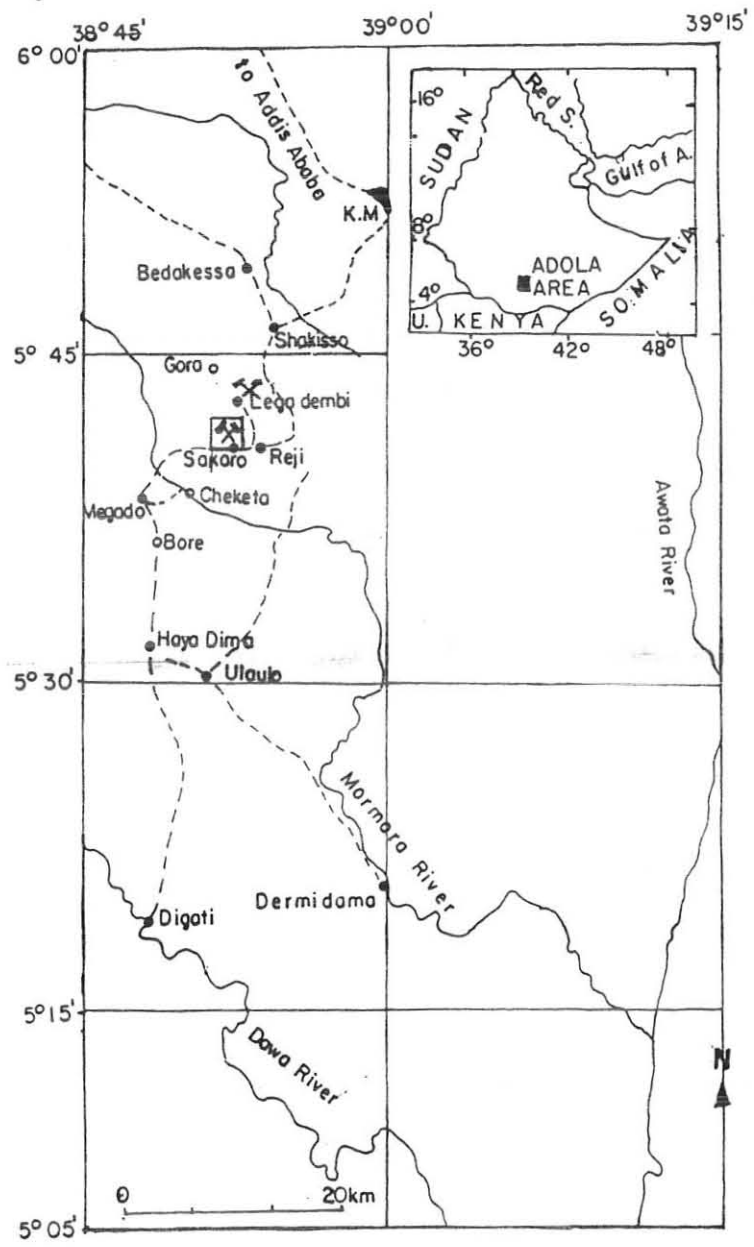 38°45'
39°00'
39°15'
6°00'
to Addis Ababa
K.M
Bedakessa
Shakisso
5°45'
Gora
Lega dembi
Sakaro
Reji
Cheketa
Megado
Bore
Haya Dima
Ulaulo
5°30'
Awata River
Mormara River
Dermidama
Digati
5°15'
Dawa River
N
0
20km
5°05'
16°
Red S.
SUDAN
Gulf of A.
8°
ADOLA
AREA
SOMALIA
4°
U.
KENYA
36°
42°
48°